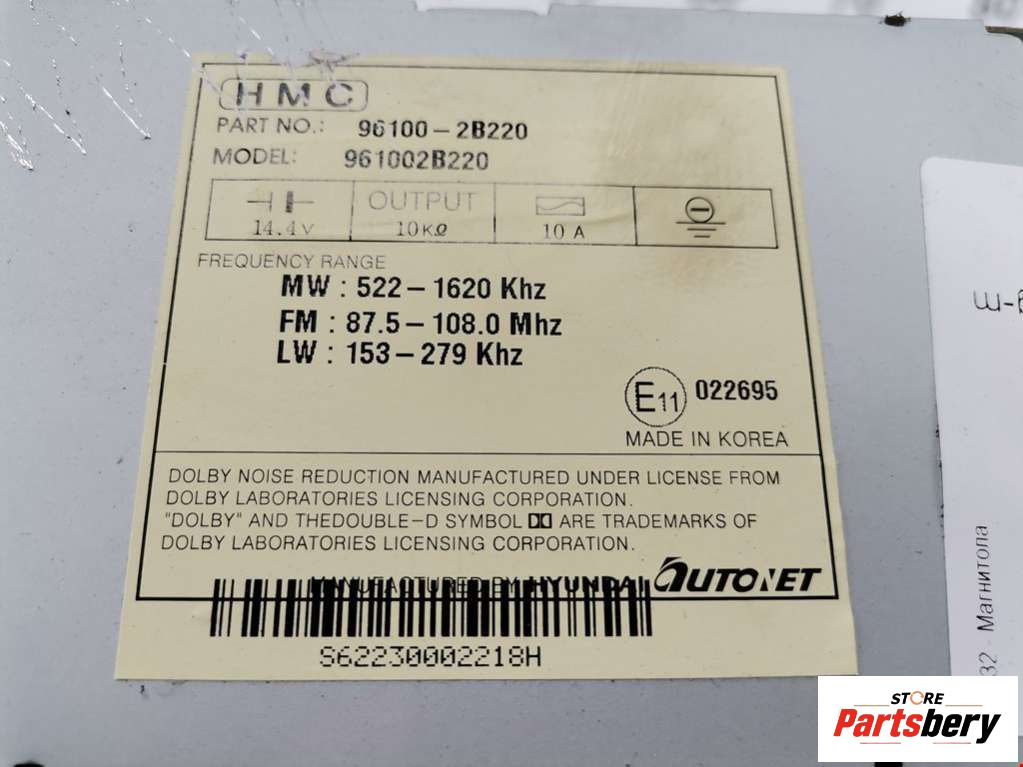 HMC
PART NO.: 96100-2B220
MODEL: 961002B220
14.4V
OUTPUT
10KΩ
10 A
FREQUENCY RANGE
MW : 522-1620 Khz
FM : 87.5-108.0 Mhz
LW : 153-279 Khz
E11 022695
MADE IN KOREA
DOLBY NOISE REDUCTION MANUFACTURED UNDER LICENSE FROM
DOLBY LABORATORIES LICENSING CORPORATION.
"DOLBY" AND THEDOUBLE-D SYMBOL ARE TRADEMARKS OF
DOLBY LABORATORIES LICENSING CORPORATION.
MANUFACTURED BY HYUNDAI AUTONET
S62230002218H
32 - Магнитола
STORE
Partsbery